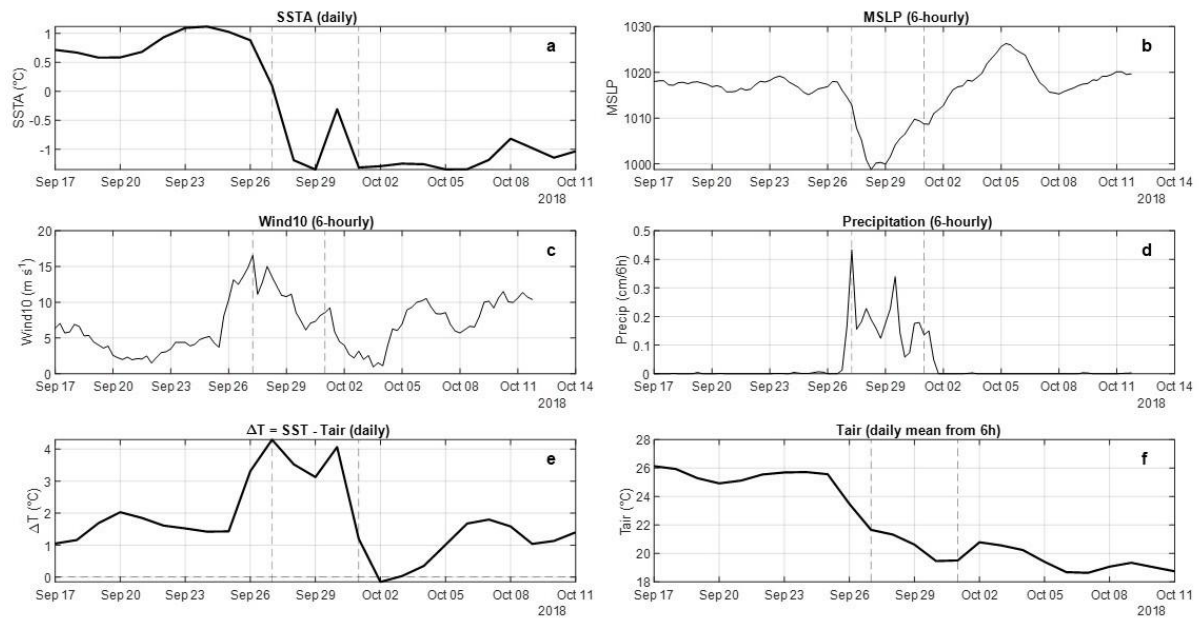 SSTA (daily)
a
SSTA (°C)
1
0.5
0
-0.5
-1
Sep 17 Sep 20 Sep 23 Sep 26 Sep 29 Oct 02 Oct 05 Oct 08 Oct 11
2018
MSLP (6-hourly)
b
MSLP
1030
1020
1010
1000
Sep 17 Sep 20 Sep 23 Sep 26 Sep 29 Oct 02 Oct 05 Oct 08 Oct 11 Oct 14
2018
Wind10 (6-hourly)
c
Wind10 (m s⁻¹)
20
15
10
5
0
Sep 17 Sep 20 Sep 23 Sep 26 Sep 29 Oct 02 Oct 05 Oct 08 Oct 11 Oct 14
2018
Precipitation (6-hourly)
d
Precip (cm/6h)
0.5
0.4
0.3
0.2
0.1
0
Sep 17 Sep 20 Sep 23 Sep 26 Sep 29 Oct 02 Oct 05 Oct 08 Oct 11 Oct 14
2018
ΔT = SST - Tair (daily)
e
ΔT (°C)
4
3
2
1
0
Sep 17 Sep 20 Sep 23 Sep 26 Sep 29 Oct 02 Oct 05 Oct 08 Oct 11
2018
Tair (daily mean from 6h)
f
Tair (°C)
28
26
24
22
20
18
Sep 17 Sep 20 Sep 23 Sep 26 Sep 29 Oct 02 Oct 05 Oct 08 Oct 11
2018